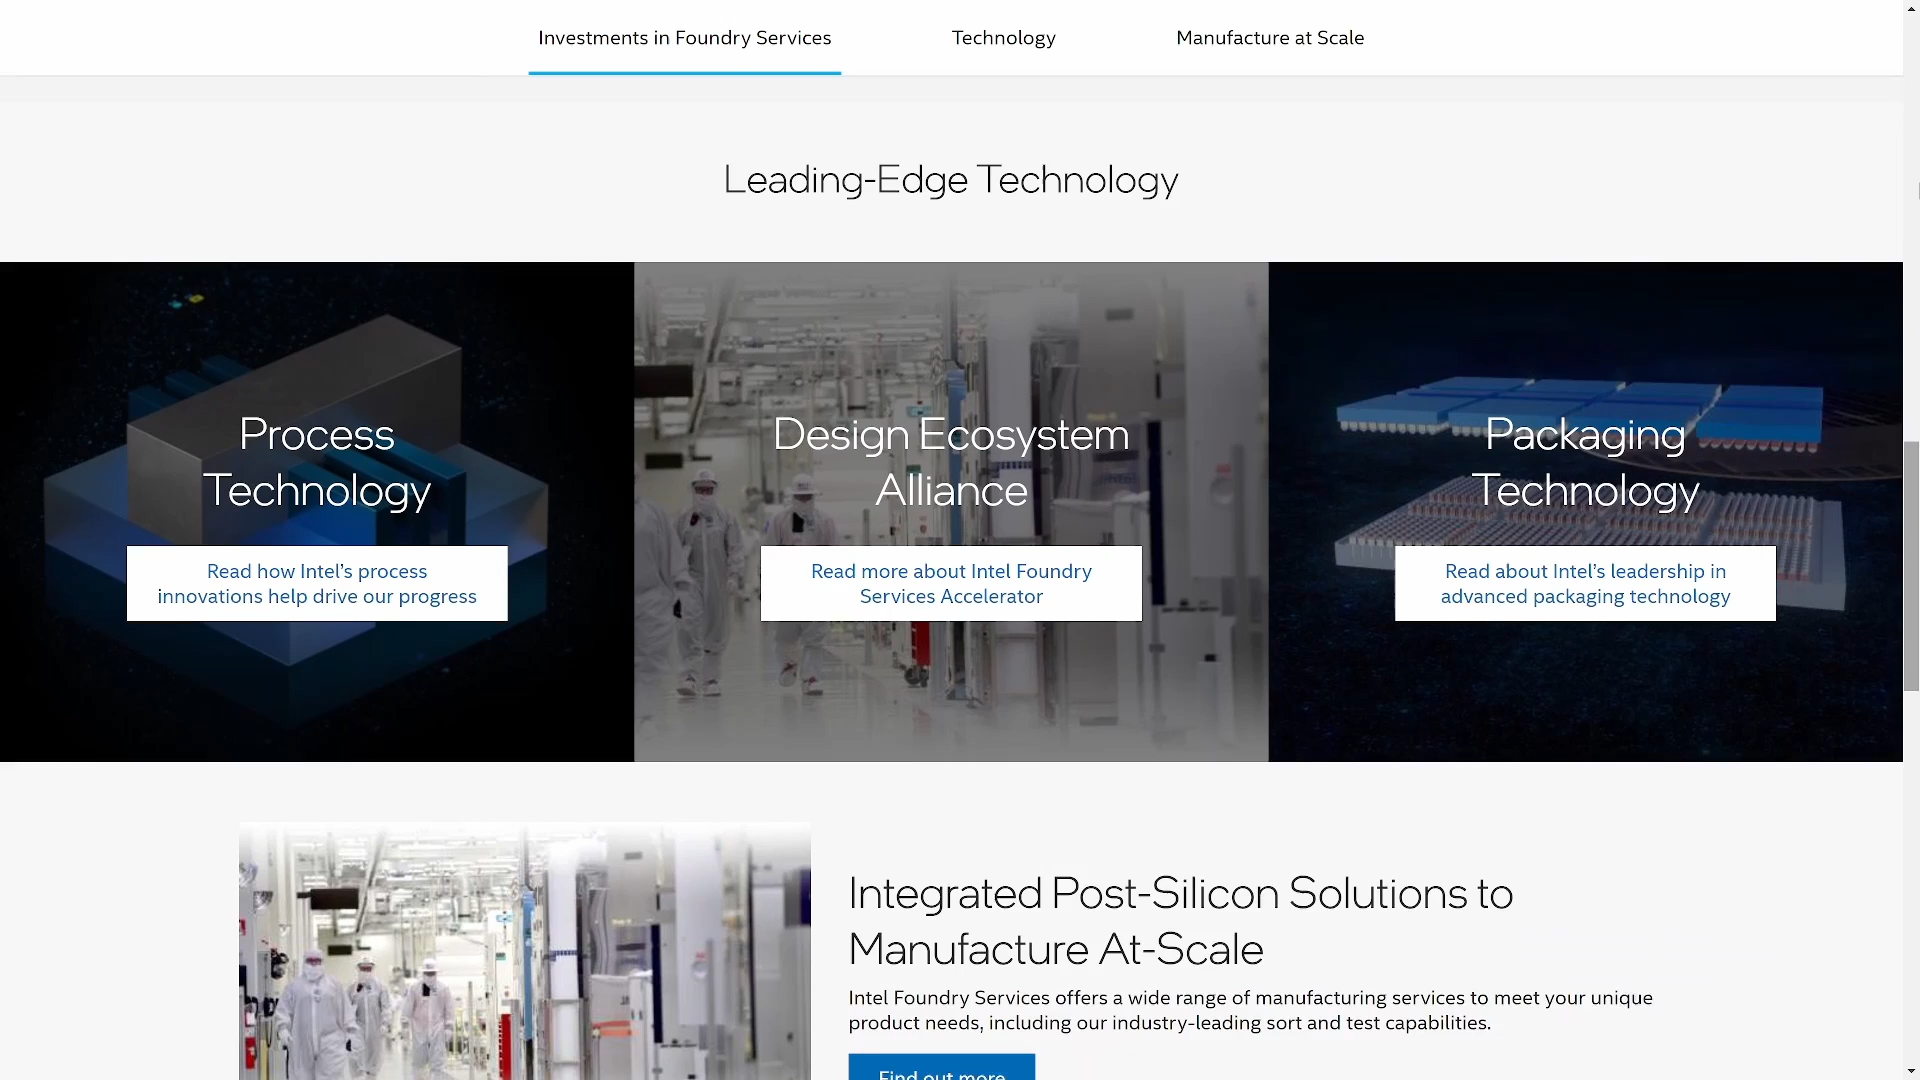 Investments in Foundry Services
Technology
Manufacture at Scale
Leading-Edge Technology
Process
Technology
Read how Intel’s process
innovations help drive our progress
Design Ecosystem
Alliance
Read more about Intel Foundry
Services Accelerator
Packaging
Technology
Read about Intel’s leadership in
advanced packaging technology
Integrated Post-Silicon Solutions to
Manufacture At-Scale
Intel Foundry Services offers a wide range of manufacturing services to meet your unique
product needs, including our industry-leading sort and test capabilities.
Find out more